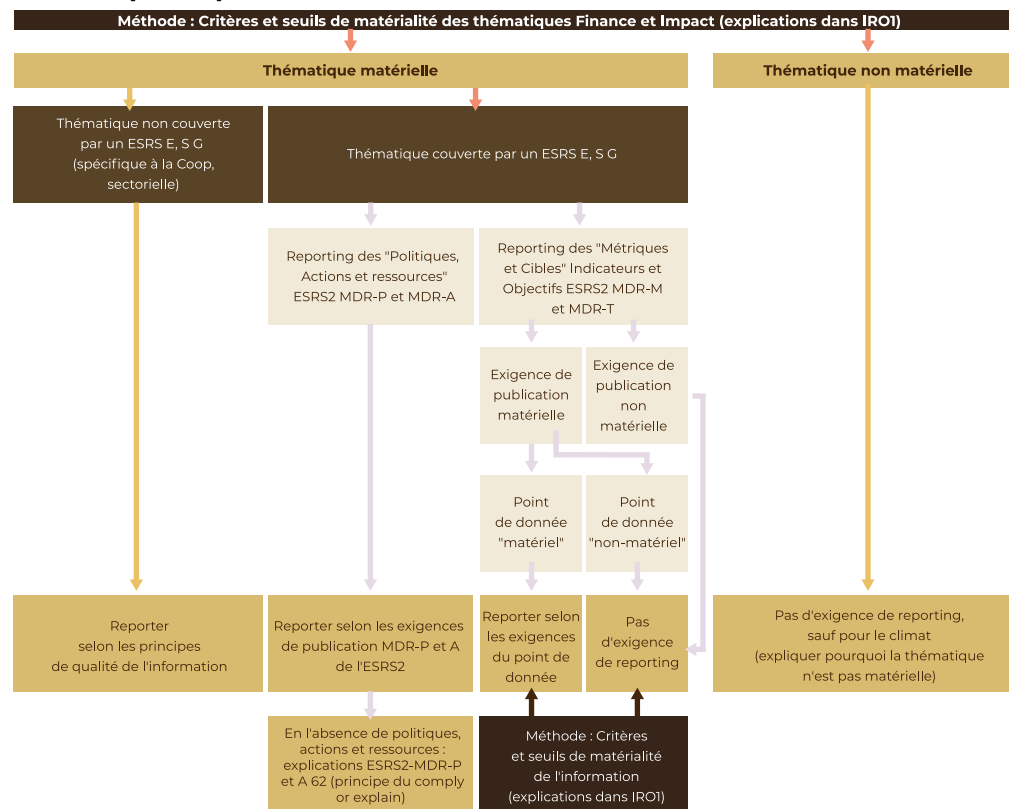 Méthode : Critères et seuils de matérialité des thématiques Finance et Impact (explications dans IRO1)
Thématique matérielle
Thématique non matérielle
Thématique non couverte
par un ESRS E, S G
(spécifique à la Coop,
sectorielle)
Thématique couverte par un ESRS E, S G
Reporting des "Politiques,
Actions et ressources"
ESRS2 MDR-P et MDR-A
Reporting des "Métriques
et Cibles" Indicateurs et
Objectifs ESRS2 MDR-M
et MDR-T
Exigence de
publication
matérielle
Exigence de
publication
non
matérielle
Point
de donnée
"matériel"
Point
de donnée
"non-matériel"
Reporter
selon les principes
de qualité de l'information
Reporter selon les exigences
de publication MDR-P et A
de l'ESRS2
Reporter selon
les exigences
du point de
donnée
Pas
d'exigence
de reporting
Pas d'exigence de reporting,
sauf pour le climat
(expliquer pourquoi la thématique
n'est pas matérielle)
En l'absence de politiques,
actions et ressources :
explications ESRS2-MDR-P
et A 62 (principe du comply
or explain)
Méthode : Critères
et seuils de matérialité
de l'information
(explications dans IRO1)